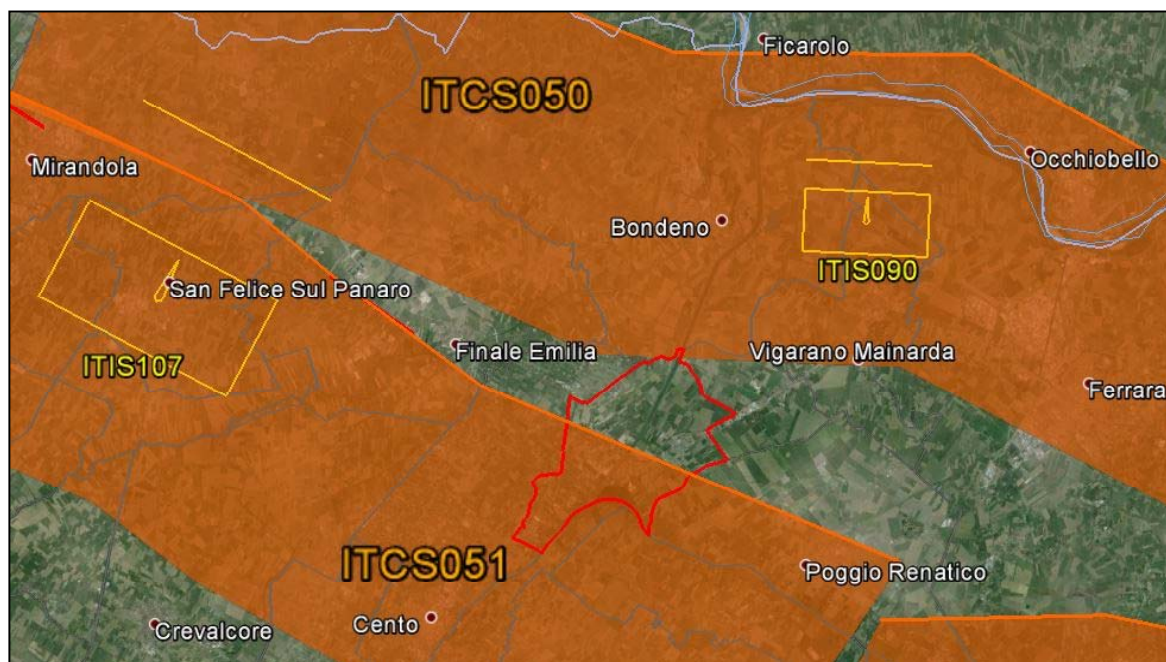 Ficarolo
ITCS050
Occhiobello
Mirandola
Bondeno
ITIS090
San Felice Sul Panaro
Finale Emilia
Vigarano Mainarda
ITIS107
Ferrara
ITCS051
Poggio Renatico
Cento
Crevalcore